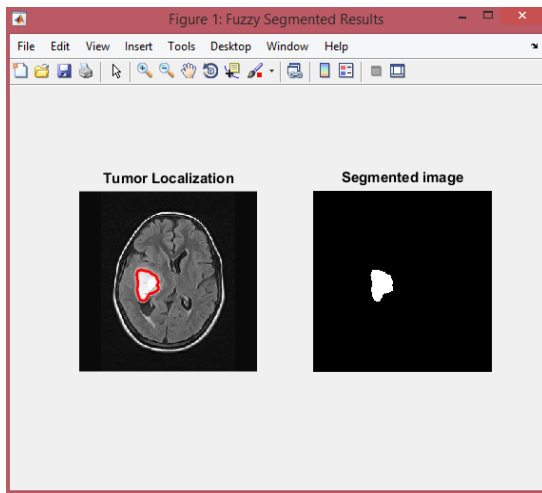 Figure 1: Fuzzy Segmented Results
File Edit View Insert Tools Desktop Window Help
Tumor Localization Segmented image